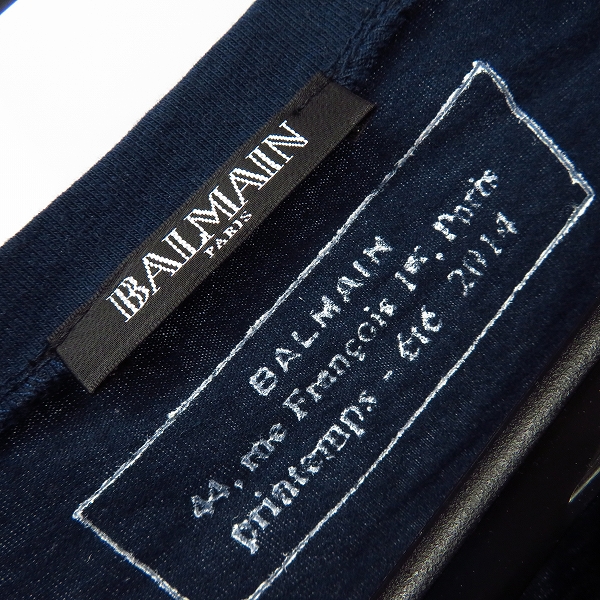 BALMAIN
PARIS
BALMAIN
44, rue François 1er, Paris
printemps - été 2014